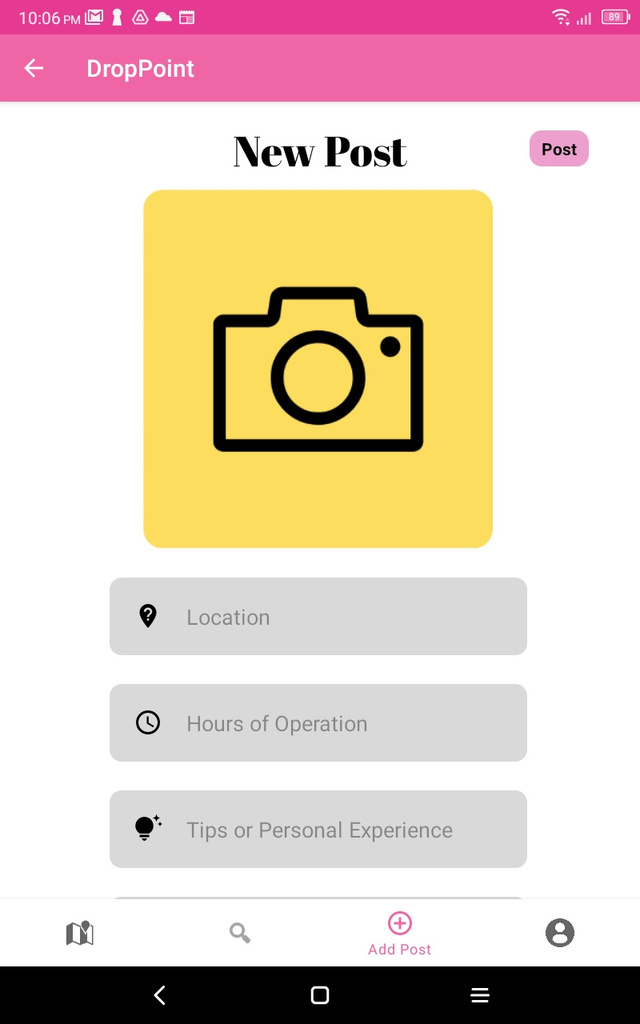 10:06 PM 89
DropPoint
New Post
Post
Location
Hours of Operation
Tips or Personal Experience
Add Post